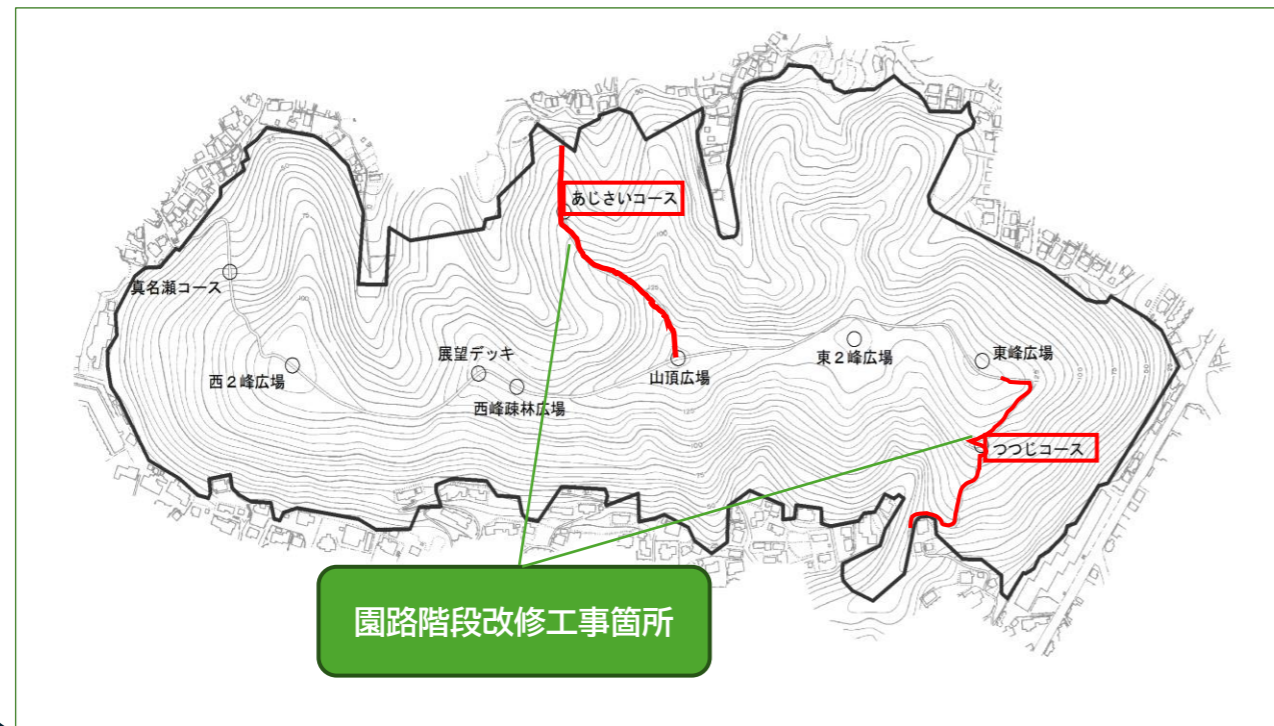 あじさいコース
真名瀬コース
西2峰広場
展望デッキ
西峰疎林広場
山頂広場
東2峰広場
東峰広場
つつじコース
園路階段改修工事箇所